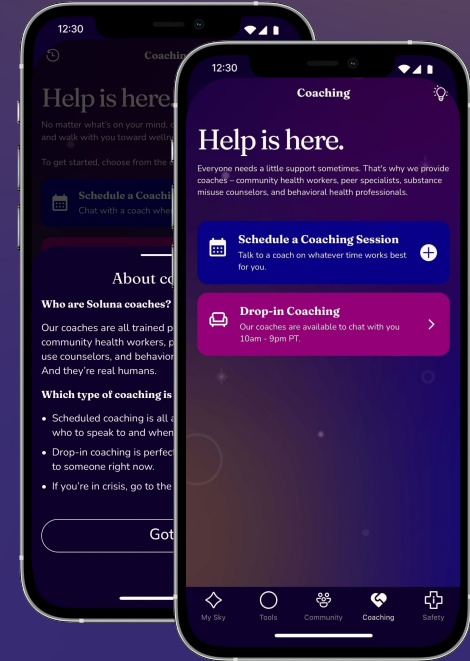 12:30
Coachin
Help is here.
No matter what's on your mind,
and walk with you toward
To get started, choose from the
Schedule a Coachi
Chat with a coach
About
Who are Soluna coaches?
Our coaches are all trained
community health workers,
use counselors, and
And they're real humans.
Which type of coaching is
• Scheduled coaching is all
who to speak to and when
• Drop-in coaching is
to someone right now.
• If you're in crisis, go to the
Got
12:30
Coaching
Help is here.
Everyone needs a little support sometimes. That's why we provide
coaches – community health workers, peer specialists, substance
misuse counselors, and behavioral health professionals.
Schedule a Coaching Session
Talk to a coach on whatever time works best
for you.
Drop-in Coaching
Our coaches are available to chat with you
10am - 9pm PT.
My Sky
Tools
Community
Coaching
Safety